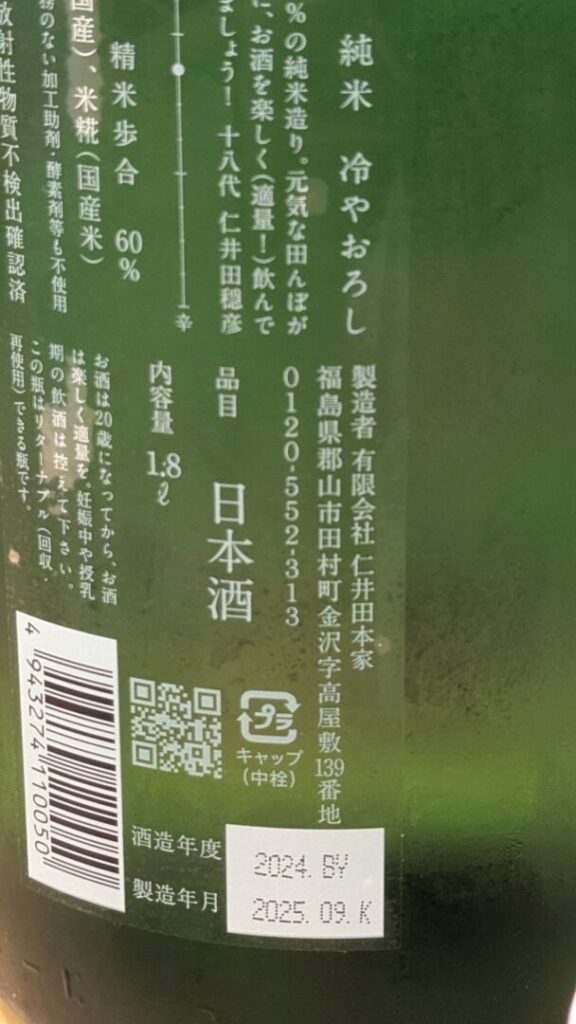 純米 冷やおろし
%の純米造り。元気な田んぼが
に、お酒を楽しく(適量!)飲んで
ましょう! 十八代 仁井田穏彦
辛
精米歩合 60%
国産)、米糀(国産米)
務のない加工助剤・酵素剤等も不使用
放射性物質不検出確認済
製造者 有限会社 仁井田本家
福島県郡山市田村町金沢字高屋敷139番地
0120-552-313
品目 日本酒
内容量 1.8ℓ
お酒は20歳になってから、お酒
は楽しく適量を。妊娠中や授乳
期の飲酒は控えて下さい。
この瓶はリターナブル(回収・
再使用)できる瓶です。
プラ
キャップ
(中栓)
4 943274 110050
酒造年度 2024. BY
製造年月 2025. 09. K